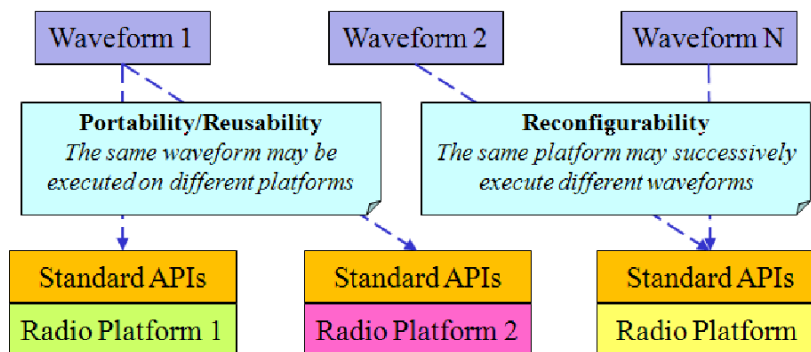 Waveform 1
Waveform 2
Waveform N
Portability/Reusability
The same waveform may be
executed on different platforms
Reconfigurability
The same platform may successively
execute different waveforms
Standard APIs
Standard APIs
Standard APIs
Radio Platform 1
Radio Platform 2
Radio Platform